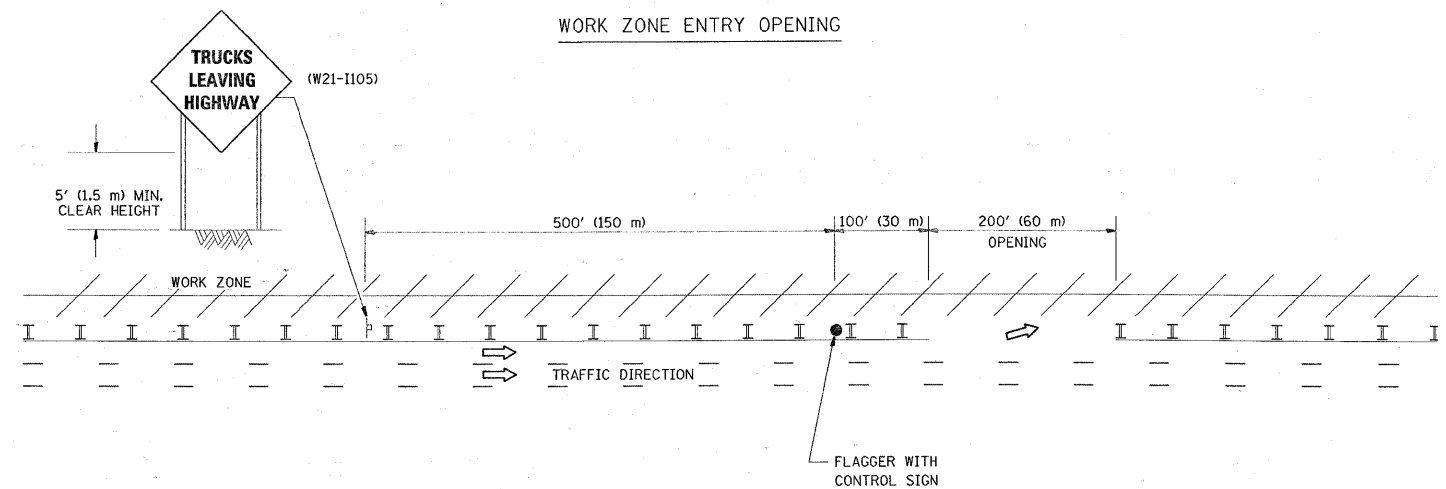 WORK ZONE ENTRY OPENING
TRUCKS
LEAVING
HIGHWAY
(W21-I105)
5' (1.5 m) MIN.
CLEAR HEIGHT
500' (150 m)
100' (30 m)
200' (60 m)
OPENING
WORK ZONE
TRAFFIC DIRECTION
FLAGGER WITH
CONTROL SIGN